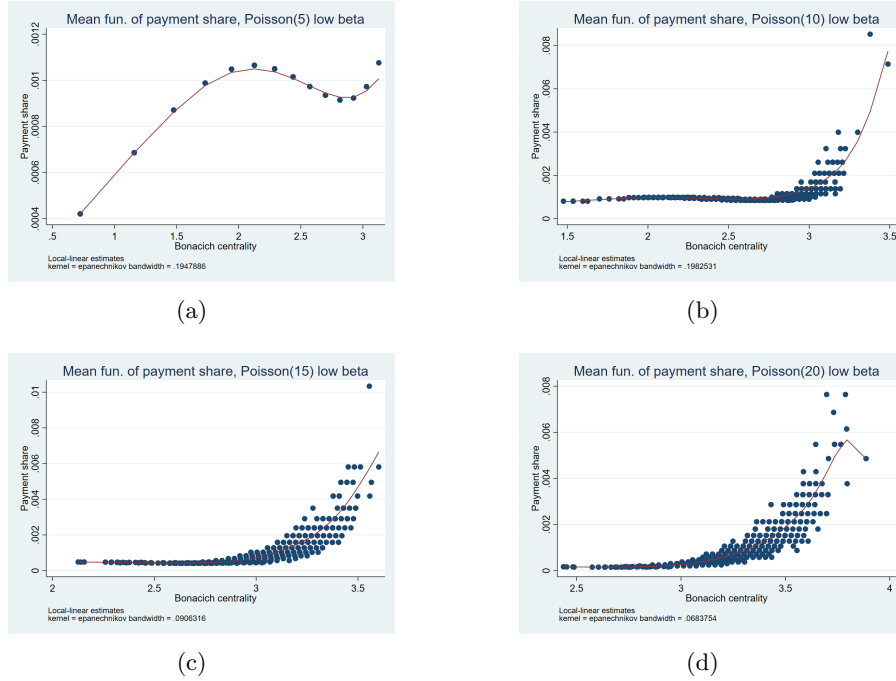 Mean fun. of payment share, Poisson(5) low beta
Payment share
.0004 .0006 .0008 .001 .0012
.5 1 1.5 2 2.5 3
Bonacich centrality
Local-linear estimates
kernel = epanechnikov bandwidth = .1947886
(a)
Mean fun. of payment share, Poisson(10) low beta
Payment share
0 .002 .004 .006 .008
1.5 2 2.5 3 3.5
Bonacich centrality
Local-linear estimates
kernel = epanechnikov bandwidth = .1982531
(b)
Mean fun. of payment share, Poisson(15) low beta
Payment share
0 .002 .004 .006 .008 .01
2 2.5 3 3.5
Bonacich centrality
Local-linear estimates
kernel = epanechnikov bandwidth = .0906316
(c)
Mean fun. of payment share, Poisson(20) low beta
Payment share
0 .002 .004 .006 .008
2.5 3 3.5 4
Bonacich centrality
Local-linear estimates
kernel = epanechnikov bandwidth = .0683754
(d)